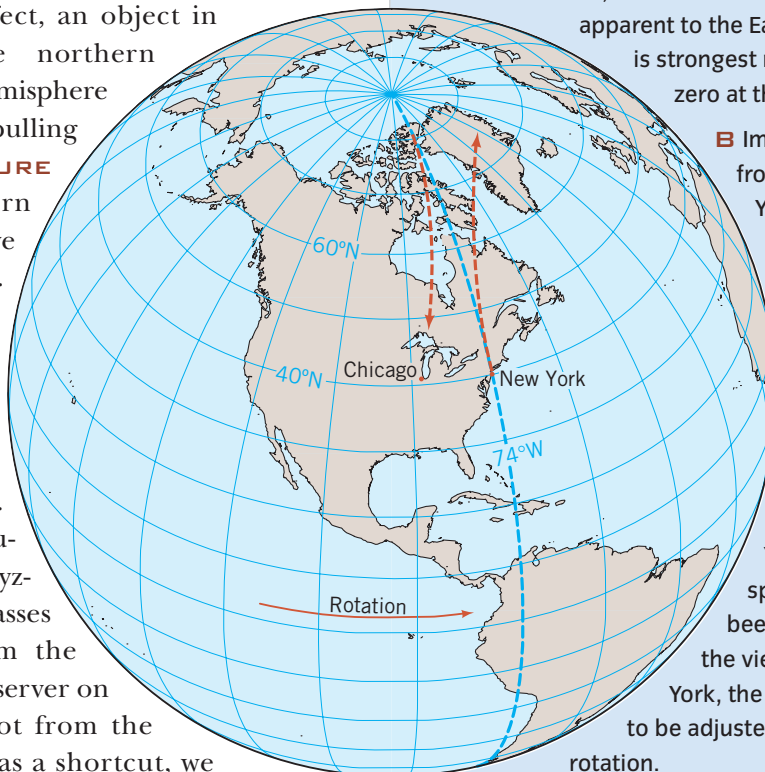 fect, an object in
e northern
misphere
pulling
URE
rn
e
.
.
u-
yz-
asses
m the
server on
ot from the
as a shortcut, we
60°N
40°N
Chicago
New York
74°W
Rotation
apparent to the Ea
is strongest
zero at th
B Im
fro
Y
sp
bee
the vie
York, the
to be adjuste
rotation.